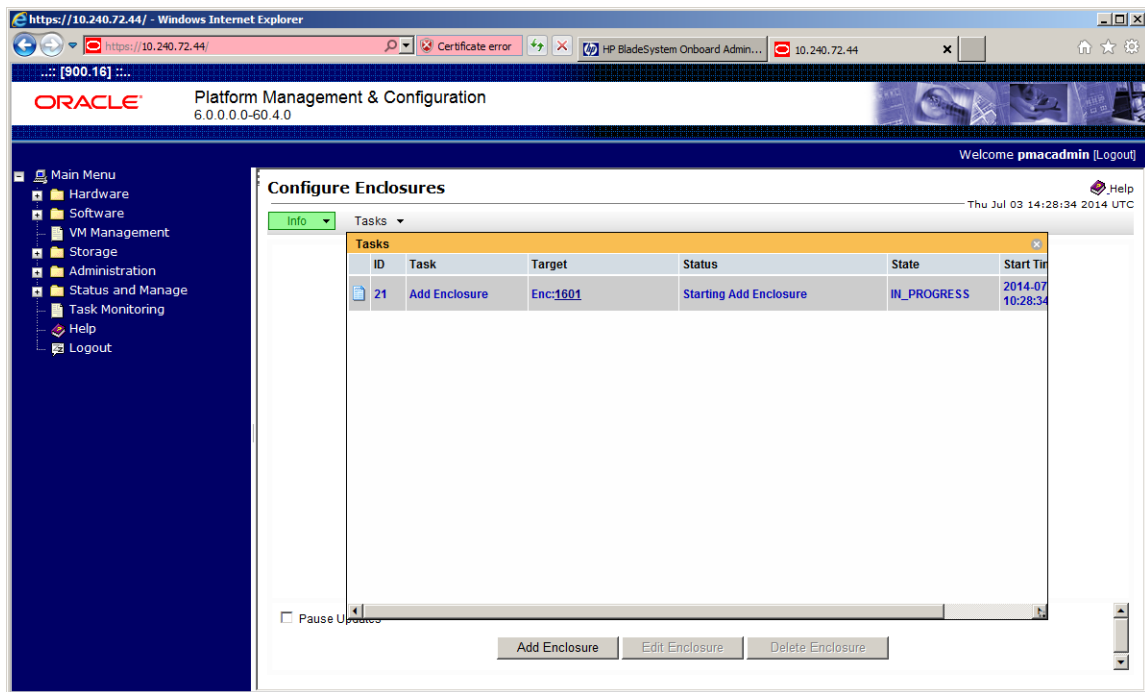 https://10.240.72.44/ - Windows Internet Explorer
https://10.240.72.44/
Certificate error
HP BladeSystem Onboard Admin...
10.240.72.44
..:: [900.16] ::..
ORACLE
Platform Management & Configuration
6.0.0.0.0-60.4.0
Welcome pmacadmin [Logout]
Main Menu
Hardware
Software
VM Management
Storage
Administration
Status and Manage
Task Monitoring
Help
Logout
Configure Enclosures
Help
Thu Jul 03 14:28:34 2014 UTC
Info
Tasks
Tasks
ID Task Target Status State Start Tim
21 Add Enclosure Enc:1601 Starting Add Enclosure IN_PROGRESS 2014-07
10:28:34
Pause Updates
Add Enclosure Edit Enclosure Delete Enclosure